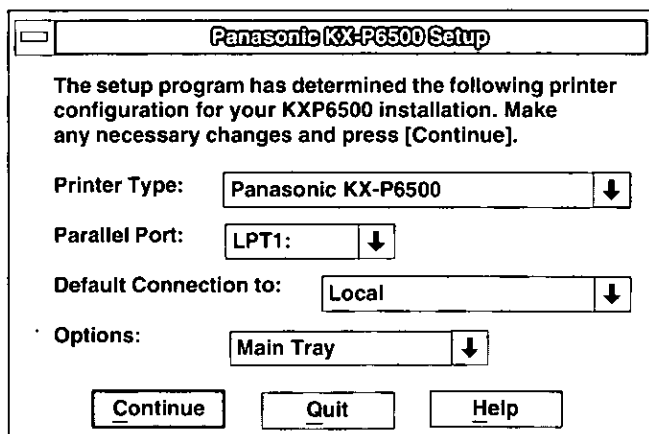 Panasonic KX-P6500 Setup
The setup program has determined the following printer
configuration for your KXP6500 installation. Make
any necessary changes and press [Continue].
Printer Type: Panasonic KX-P6500
Parallel Port: LPT1:
Default Connection to: Local
Options: Main Tray
Continue Quit Help